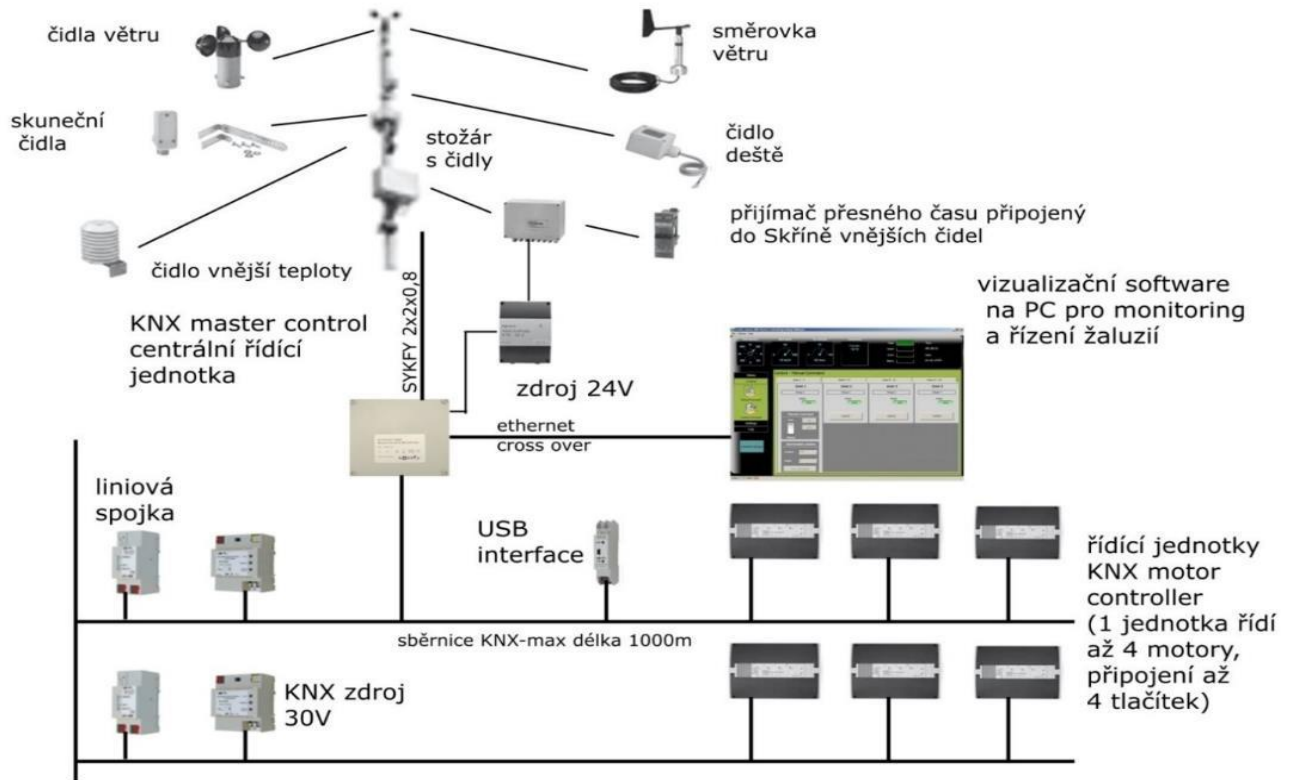 čidla větru
směrovka
větru
skuneční
čidla
stožár
s čidly
čidlo
deště
přijímač přesného času připojený
do Skříně vnějších čidel
čidlo vnější teploty
SYKFY 2x2x0,8
vizualizační software
na PC pro monitoring
a řízení žaluzií
KNX master control
centrální řídící
jednotka
zdroj 24V
ethernet
cross over
liniová
spojka
USB
interface
řídící jednotky
KNX motor
controller
(1 jednotka řídí
až 4 motory,
připojení až
4 tlačítek)
sběrnice KNX-max délka 1000m
KNX zdroj
30V